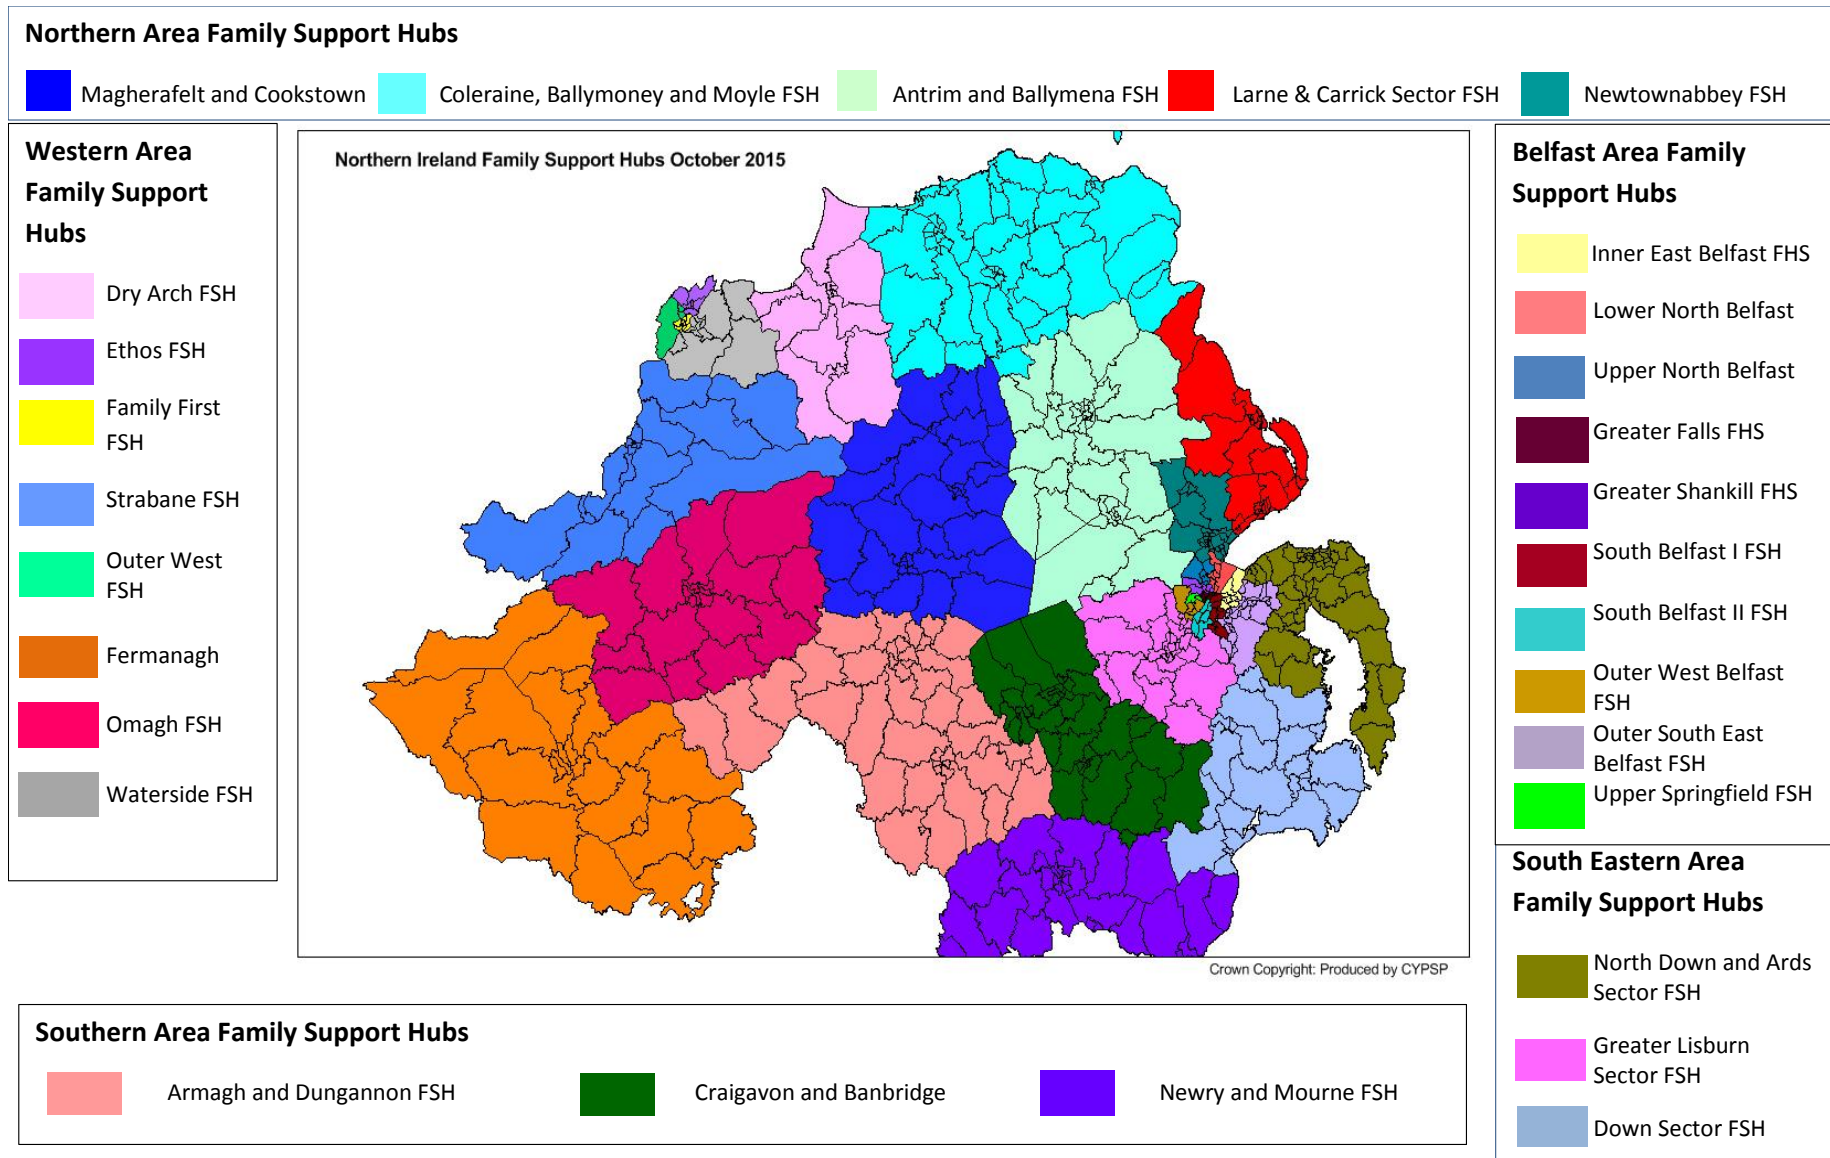 Northern Area Family Support Hubs
Magherafelt and Cookstown
Coleraine, Ballymoney and Moyle FSH
Antrim and Ballymena FSH
Larne & Carrick Sector FSH
Newtownabbey FSH
Western Area
Family Support
Hubs
Dry Arch FSH
Ethos FSH
Family First
FSH
Strabane FSH
Outer West
FSH
Fermanagh
Omagh FSH
Waterside FSH
Northern Ireland Family Support Hubs October 2015
Crown Copyright: Produced by CYPSP
Belfast Area Family
Support Hubs
Inner East Belfast FHS
Lower North Belfast
Upper North Belfast
Greater Falls FHS
Greater Shankill FHS
South Belfast I FSH
South Belfast II FSH
Outer West Belfast
FSH
Outer South East
Belfast FSH
Upper Springfield FSH
South Eastern Area
Family Support Hubs
North Down and Ards
Sector FSH
Greater Lisburn
Sector FSH
Down Sector FSH
Southern Area Family Support Hubs
Armagh and Dungannon FSH
Craigavon and Banbridge
Newry and Mourne FSH